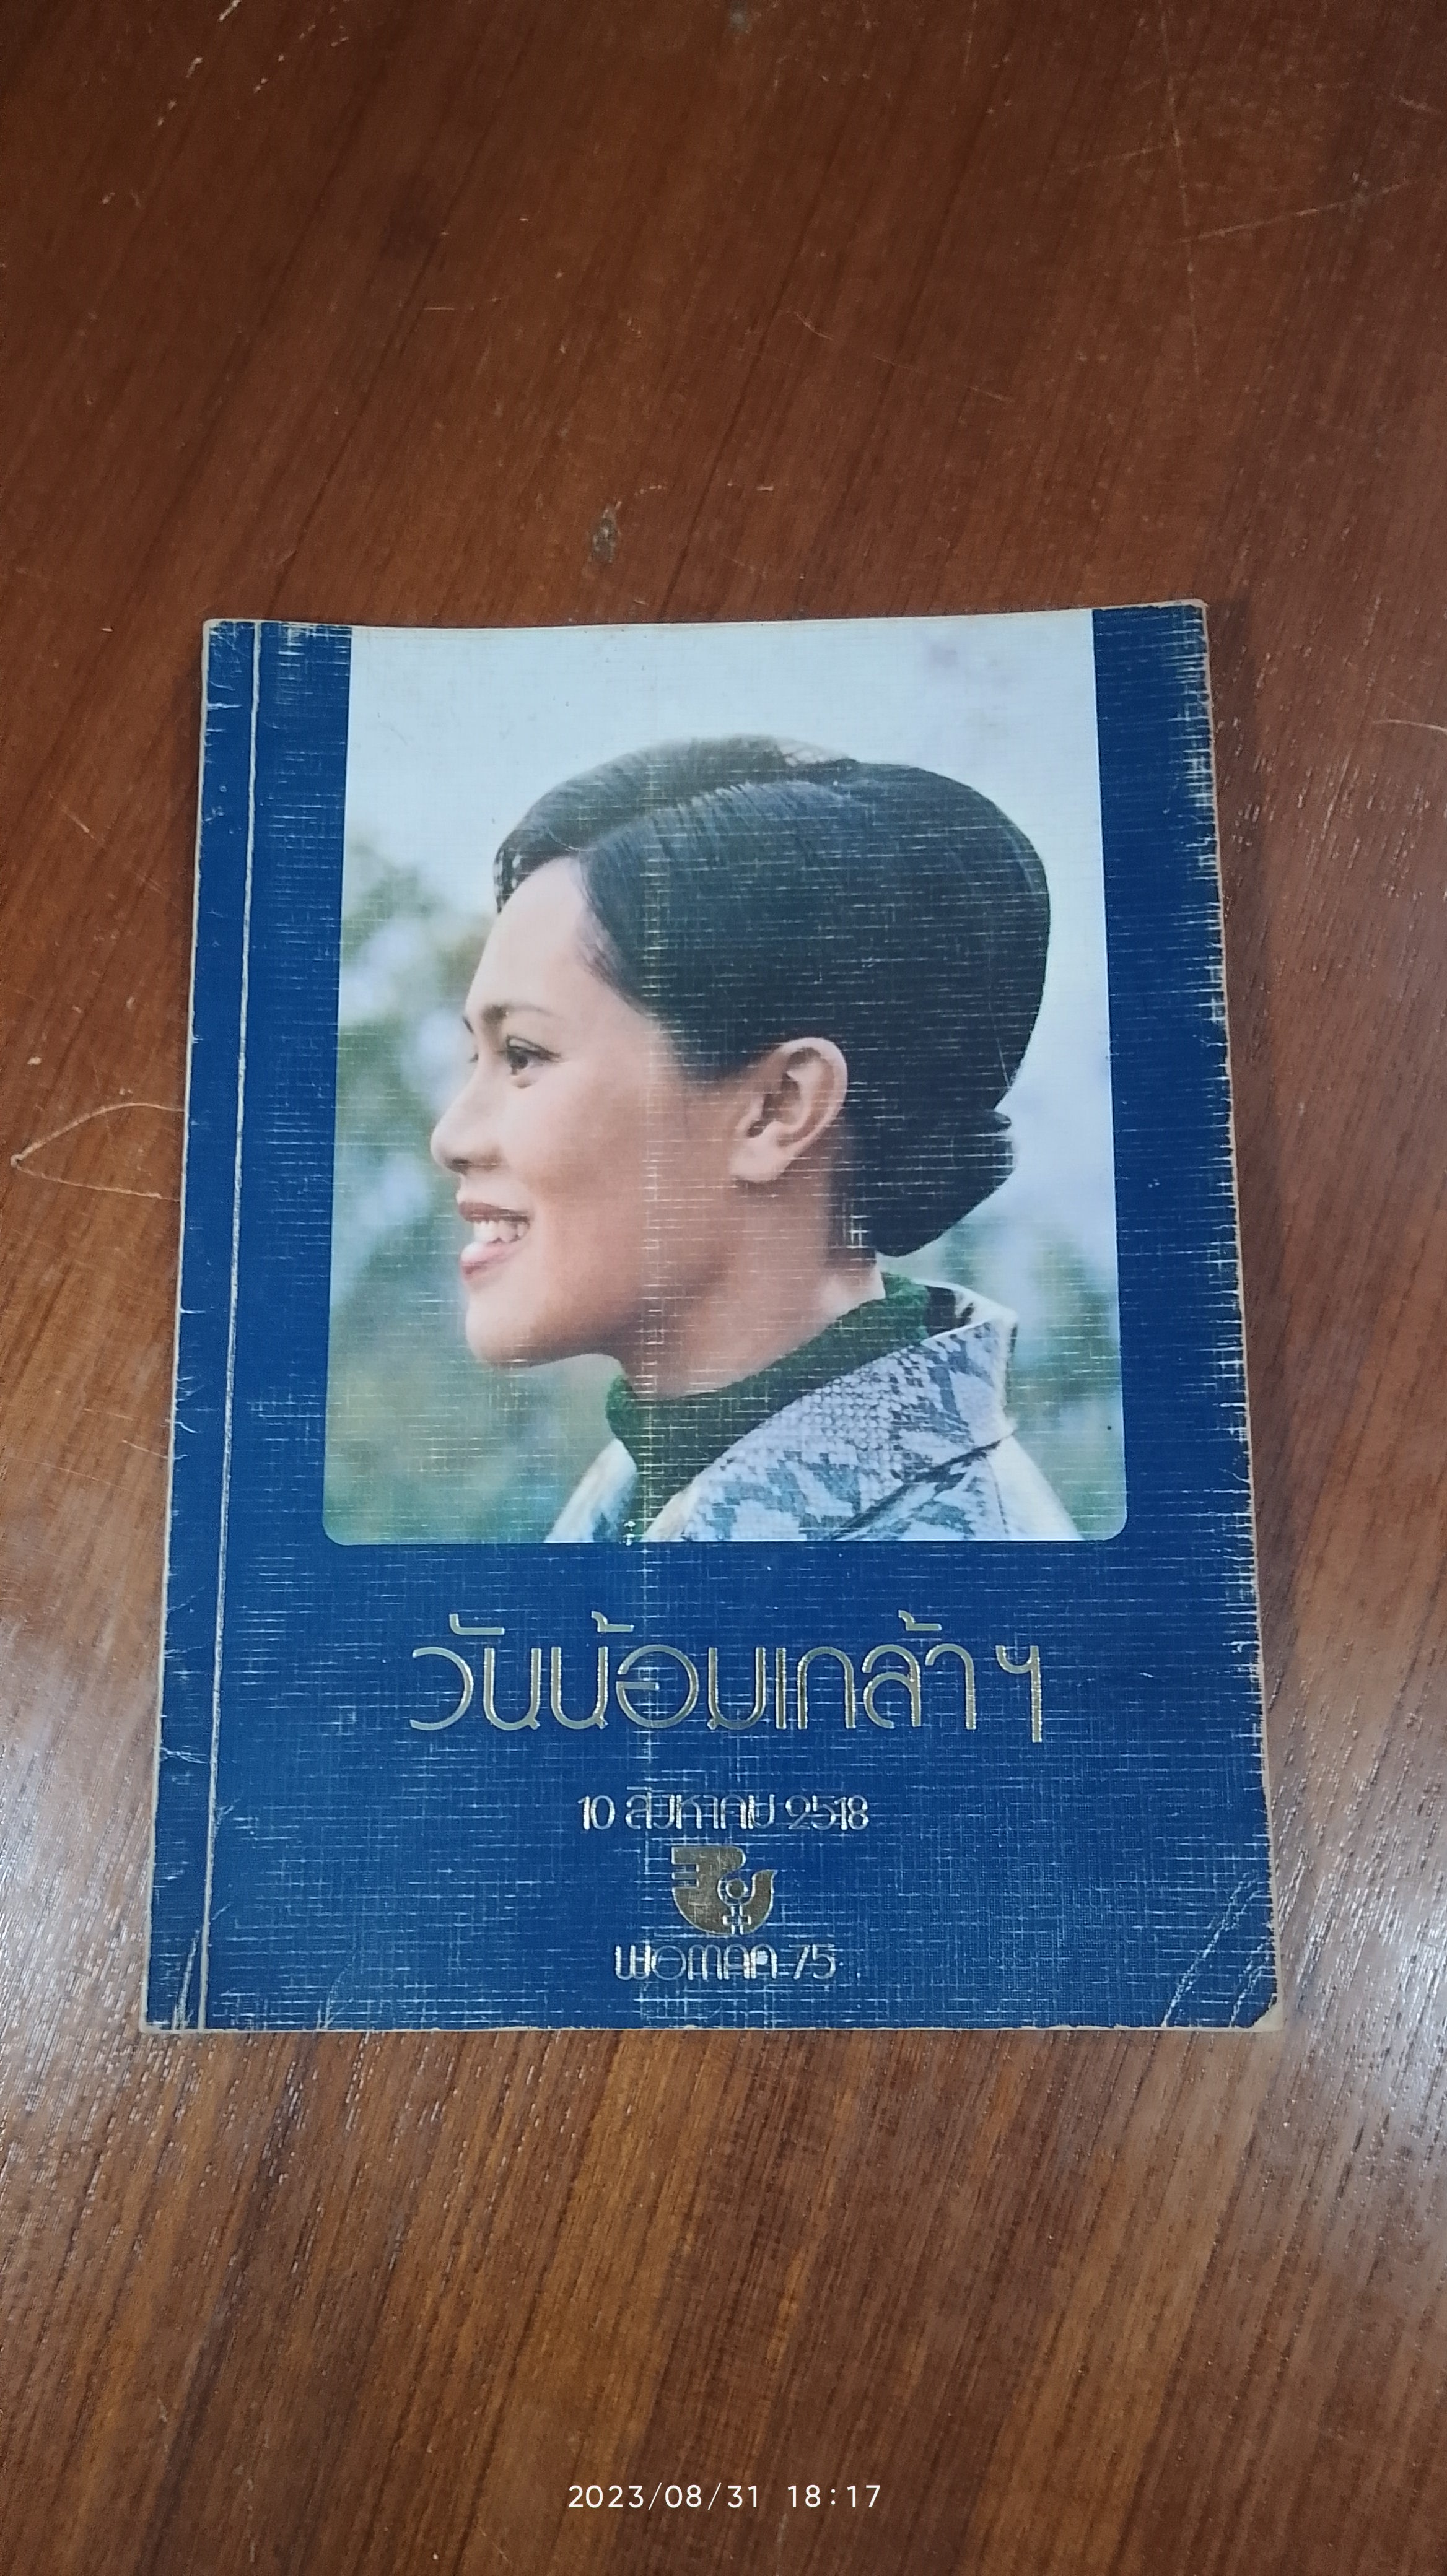 วันน้อมเกล้า ฯ
10 สิงหาคม 2518
WOMAN 75
2023/08/31 18:17